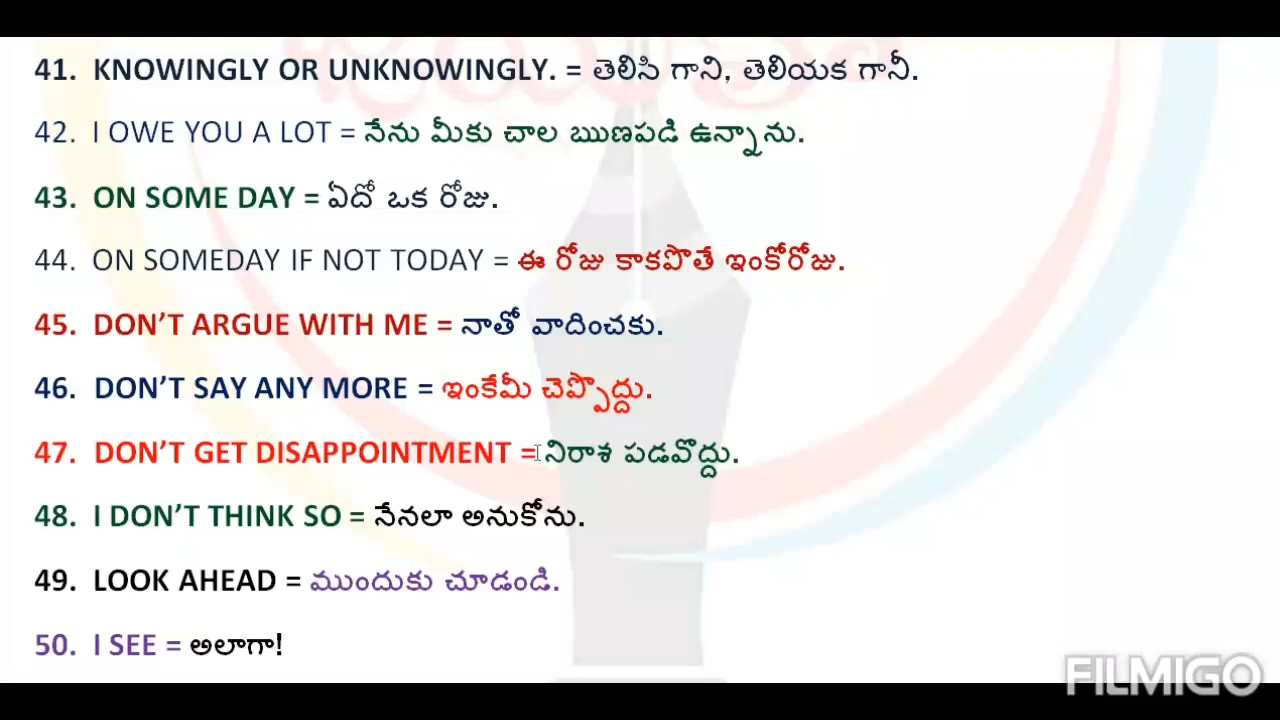 41. KNOWINGLY OR UNKNOWINGLY. = తెలిసి గాని, తెలియక గానీ.
42. I OWE YOU A LOT = నేను మీకు చాల ఋణపడి ఉన్నాను.
43. ON SOME DAY = ఏదో ఒక రోజు.
44. ON SOMEDAY IF NOT TODAY = ఈ రోజు కాకపొతే ఇంకోరోజు.
45. DON’T ARGUE WITH ME = నాతో వాదించకు.
46. DON’T SAY ANY MORE = ఇంకేమీ చెప్పొద్దు.
47. DON’T GET DISAPPOINTMENT = నిరాశ పడవొద్దు.
48. I DON’T THINK SO = నేనలా అనుకోను.
49. LOOK AHEAD = ముందుకు చూడండి.
50. I SEE = అలాగా!
FILMIGO